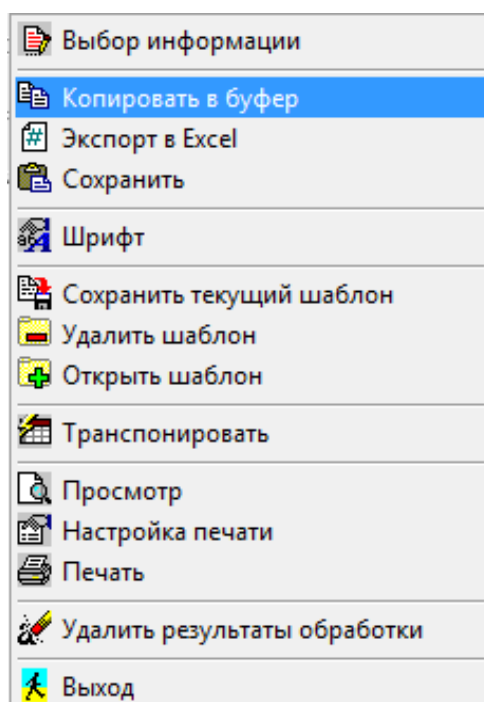 Выбор информации
Копировать в буфер
Экспорт в Excel
Сохранить
Шрифт
Сохранить текущий шаблон
Удалить шаблон
Открыть шаблон
Транспонировать
Просмотр
Настройка печати
Печать
Удалить результаты обработки
Выход